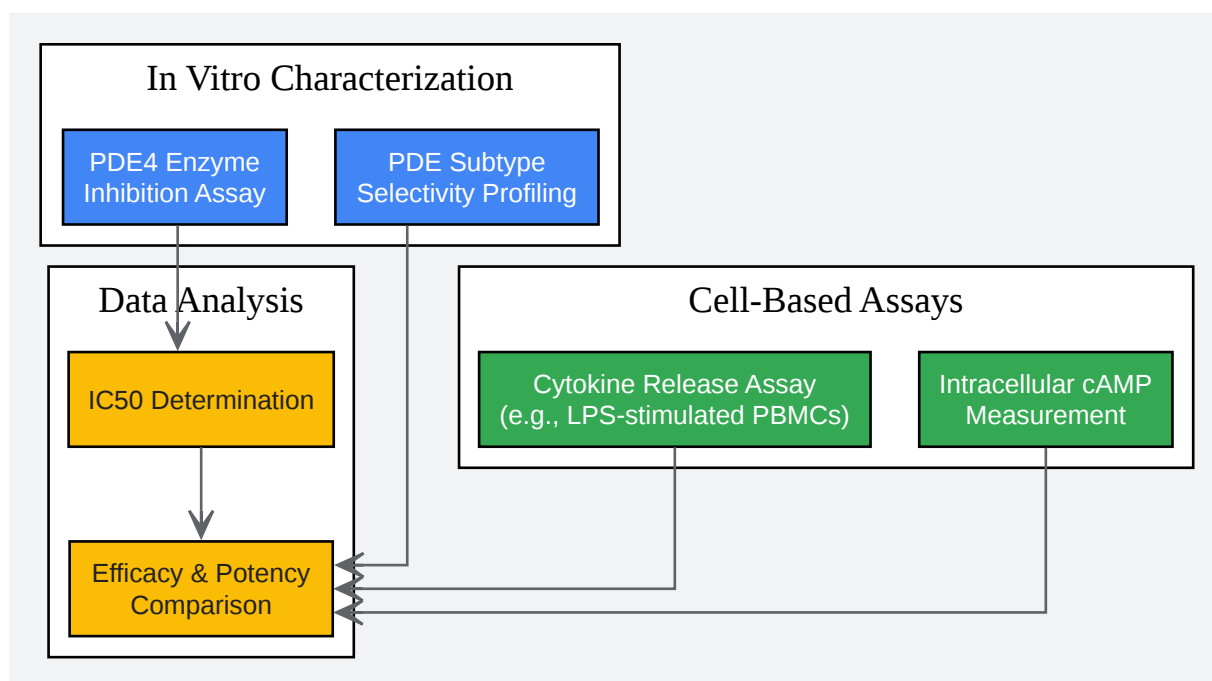 In Vitro Characterization
PDE4 Enzyme
Inhibition Assay
PDE Subtype
Selectivity Profiling
Data Analysis
IC50 Determination
Efficacy & Potency
Comparison
Cell-Based Assays
Cytokine Release Assay
(e.g., LPS-stimulated PBMCs)
Intracellular cAMP
Measurement